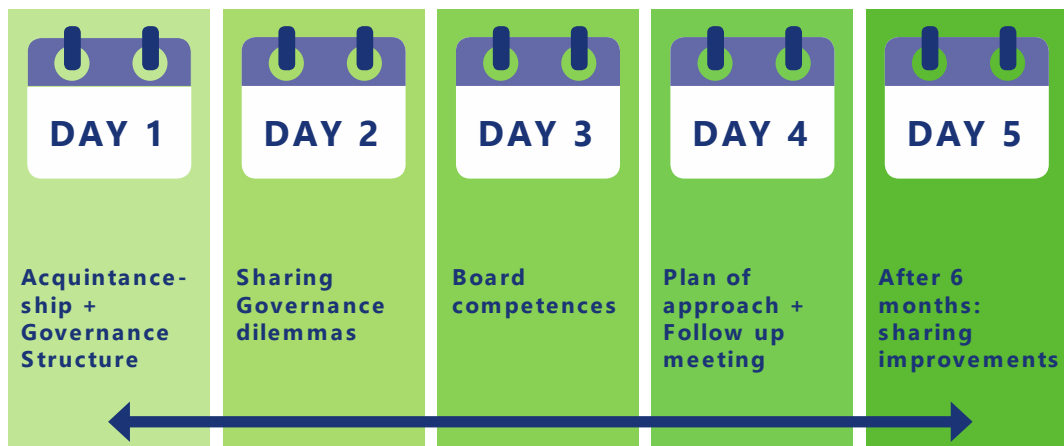 DAY 1
Acquintance-
ship +
Governance
Structure
DAY 2
Sharing
Governance
dilemmas
DAY 3
Board
competences
DAY 4
Plan of
approach +
Follow up
meeting
DAY 5
After 6
months:
sharing
improvements